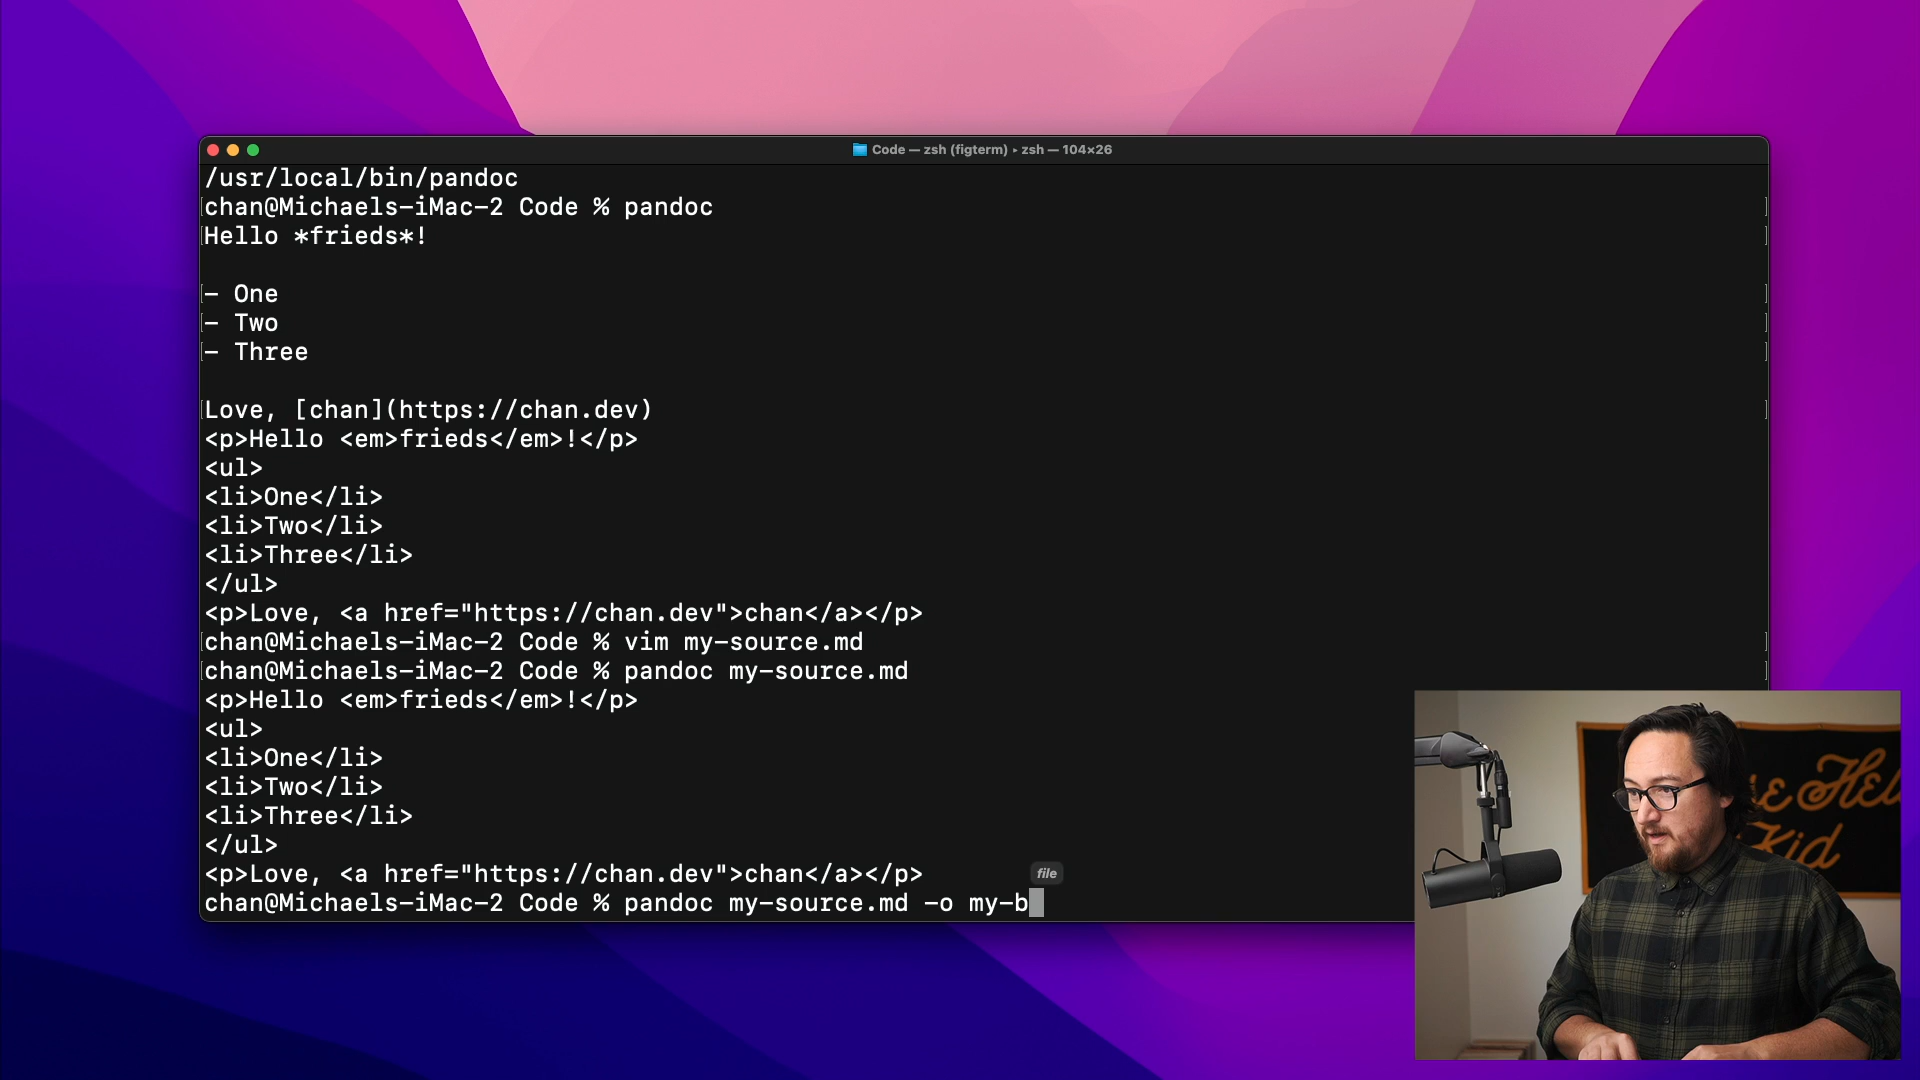 Code — zsh (figterm) ▸ zsh — 104×26
/usr/local/bin/pandoc
chan@Michaels-iMac-2 Code % pandoc
Hello *frieds*!
- One
- Two
- Three
Love, [chan](https://chan.dev)
<p>Hello <em>frieds</em>!</p>
<ul>
<li>One</li>
<li>Two</li>
<li>Three</li>
</ul>
<p>Love, <a href="https://chan.dev">chan</a></p>
chan@Michaels-iMac-2 Code % vim my-source.md
chan@Michaels-iMac-2 Code % pandoc my-source.md
<p>Hello <em>frieds</em>!</p>
<ul>
<li>One</li>
<li>Two</li>
<li>Three</li>
</ul>
<p>Love, <a href="https://chan.dev">chan</a></p>
file
chan@Michaels-iMac-2 Code % pandoc my-source.md -o my-b
Kid